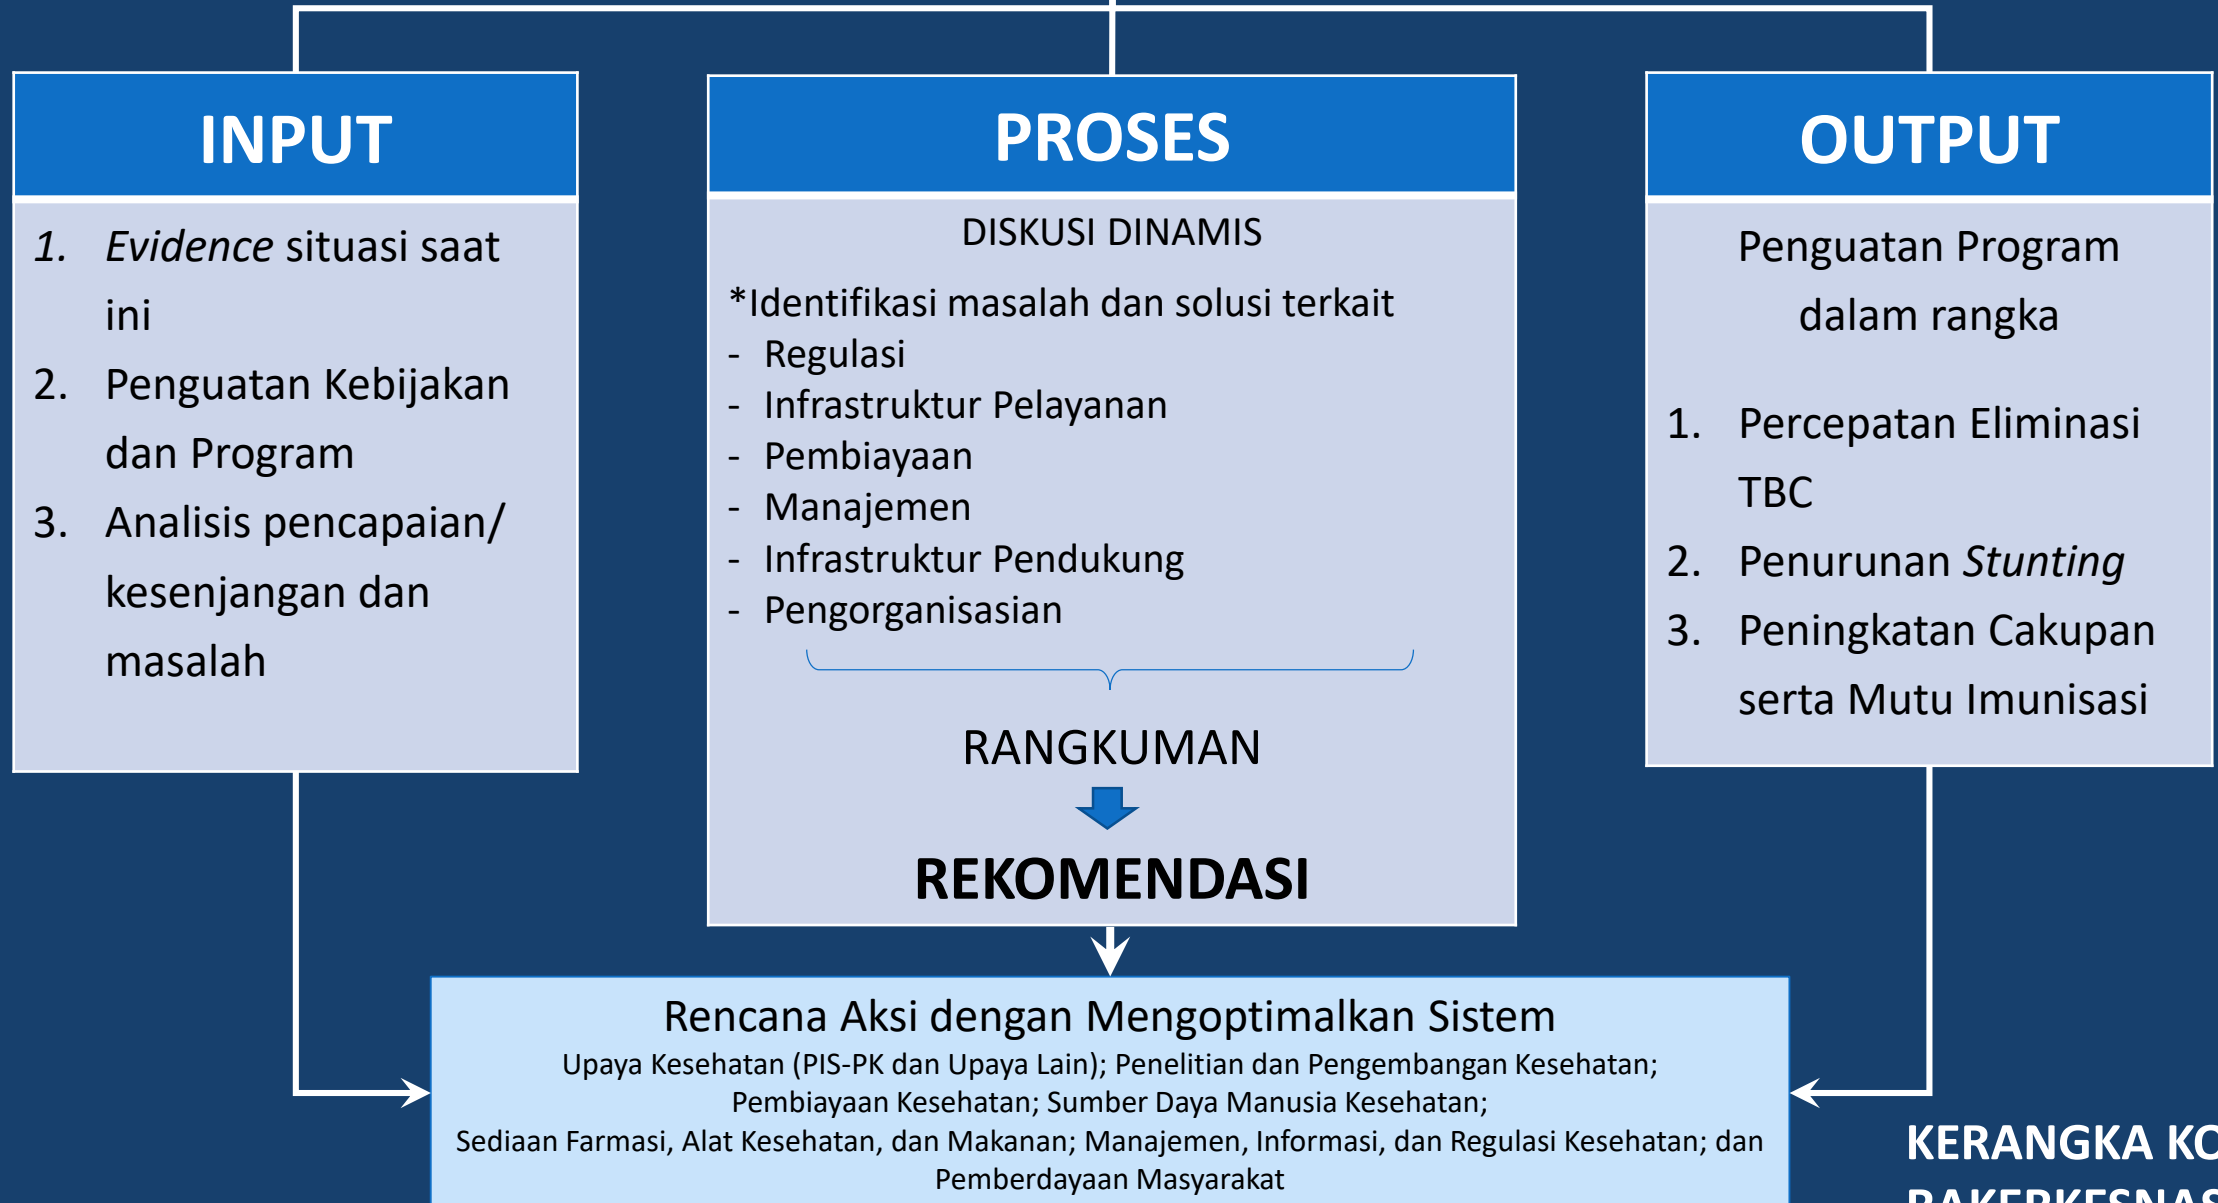 INPUT
1. Evidence situasi saat
ini
2. Penguatan Kebijakan
dan Program
3. Analisis pencapaian/
kesenjangan dan
masalah
PROSES
DISKUSI DINAMIS
*Identifikasi masalah dan solusi terkait
- Regulasi
- Infrastruktur Pelayanan
- Pembiayaan
- Manajemen
- Infrastruktur Pendukung
- Pengorganisasian
RANGKUMAN
REKOMENDASI
OUTPUT
Penguatan Program
dalam rangka
1. Percepatan Eliminasi
TBC
2. Penurunan Stunting
3. Peningkatan Cakupan
serta Mutu Imunisasi
Rencana Aksi dengan Mengoptimalkan Sistem
Upaya Kesehatan (PIS-PK dan Upaya Lain); Penelitian dan Pengembangan Kesehatan;
Pembiayaan Kesehatan; Sumber Daya Manusia Kesehatan;
Sediaan Farmasi, Alat Kesehatan, dan Makanan; Manajemen, Informasi, dan Regulasi Kesehatan; dan
Pemberdayaan Masyarakat
KERANGKA